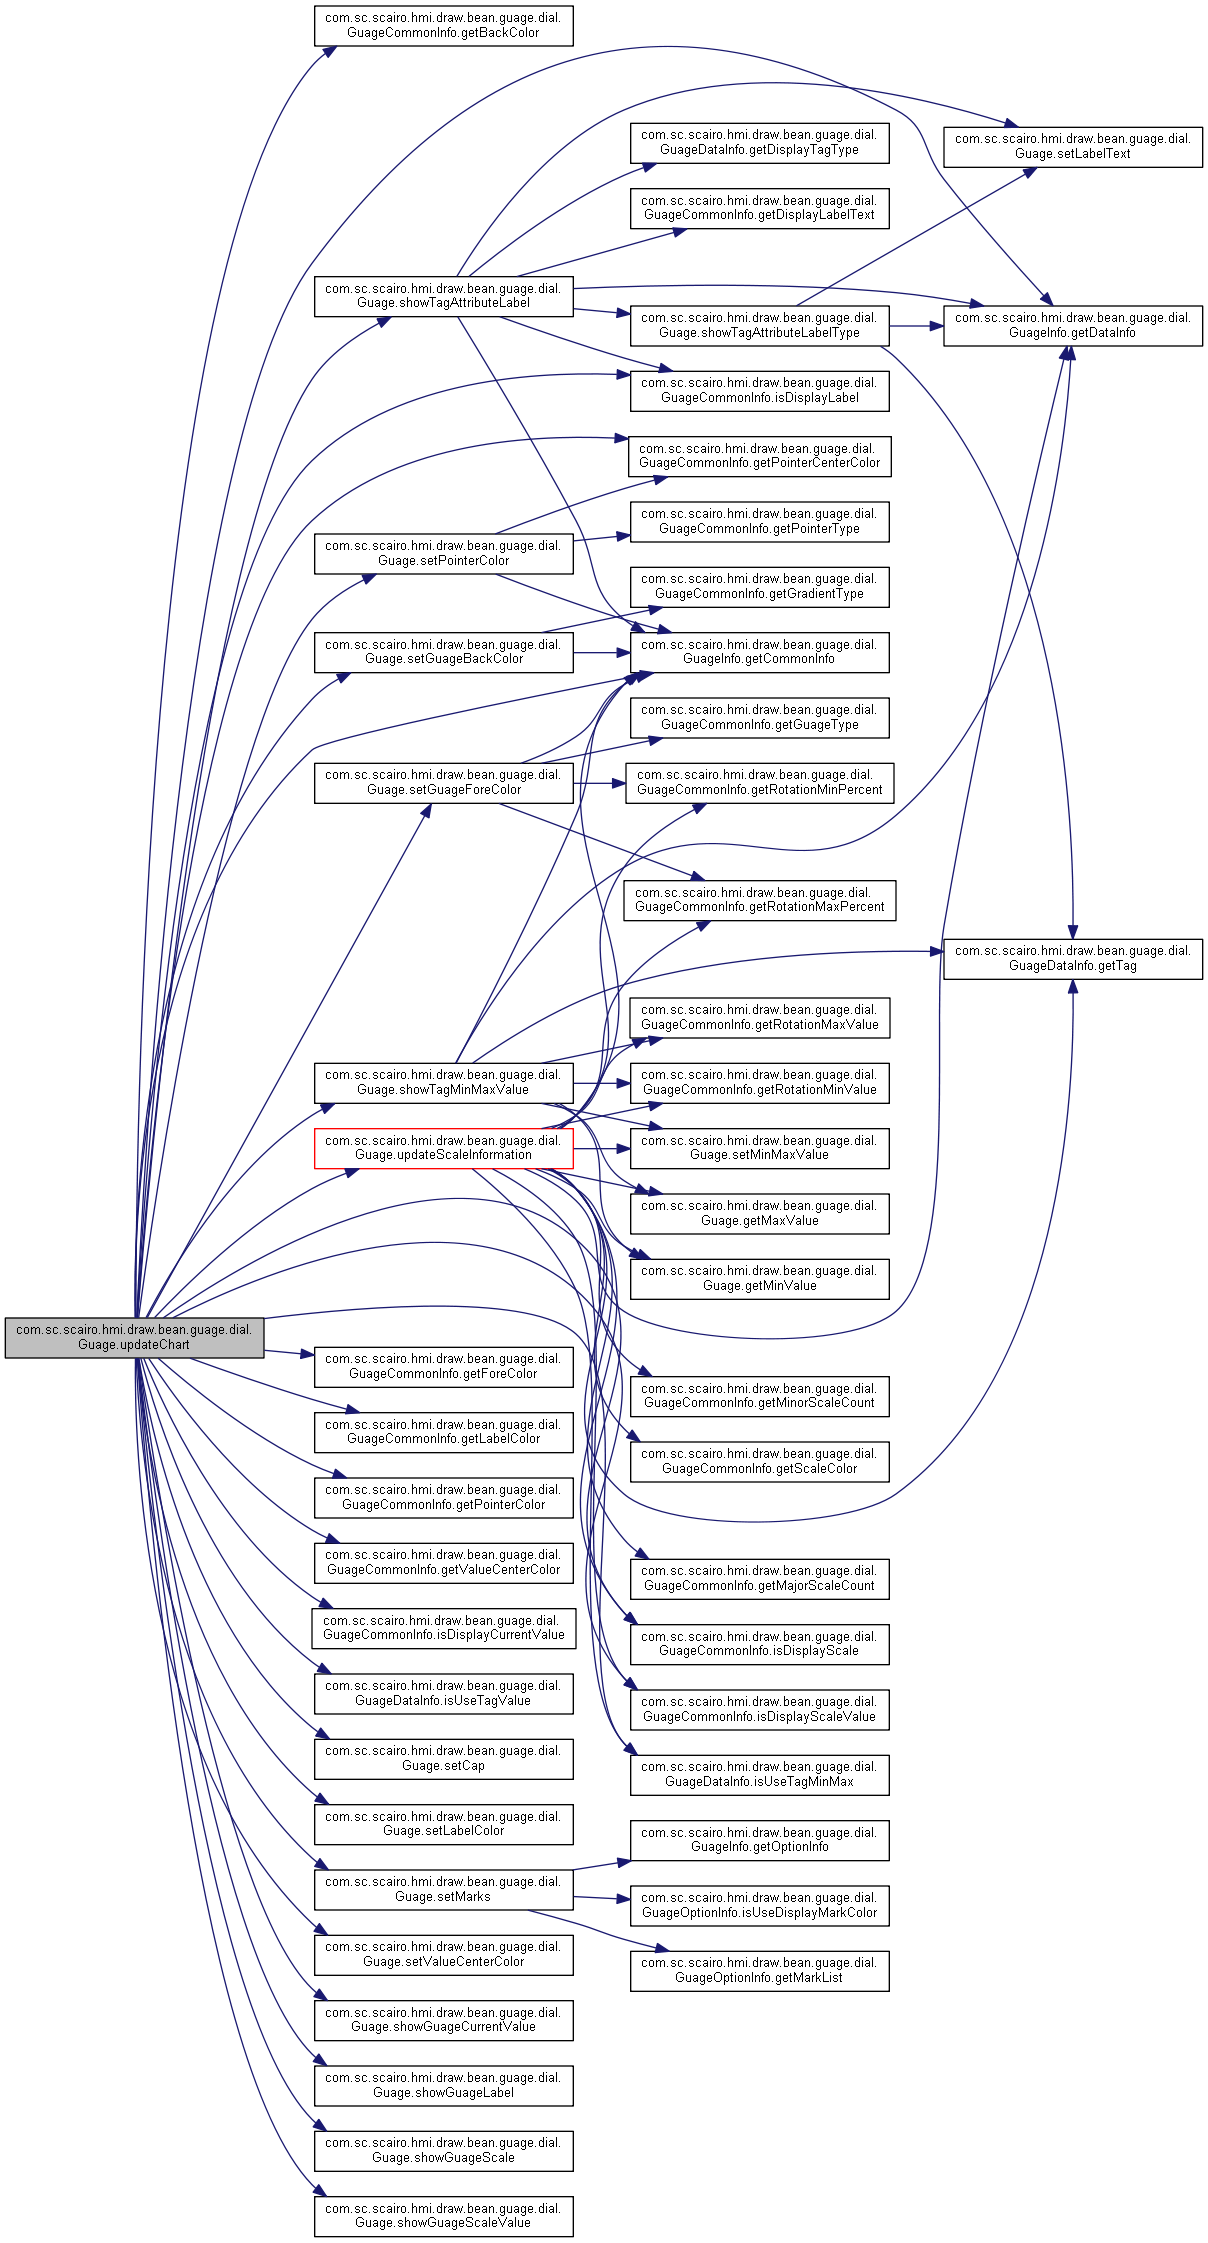 com.sc.scairo.hmi.draw.bean.guage.dial.
Guage.updateChart
com.sc.scairo.hmi.draw.bean.guage.dial.
GuageCommonInfo.getBackColor
com.sc.scairo.hmi.draw.bean.guage.dial.
Guage.showTagAttributeLabel
com.sc.scairo.hmi.draw.bean.guage.dial.
Guage.setPointerColor
com.sc.scairo.hmi.draw.bean.guage.dial.
Guage.setGuageBackColor
com.sc.scairo.hmi.draw.bean.guage.dial.
Guage.setGuageForeColor
com.sc.scairo.hmi.draw.bean.guage.dial.
Guage.showTagMinMaxValue
com.sc.scairo.hmi.draw.bean.guage.dial.
Guage.updateScaleInformation
com.sc.scairo.hmi.draw.bean.guage.dial.
GuageCommonInfo.getForeColor
com.sc.scairo.hmi.draw.bean.guage.dial.
GuageCommonInfo.getLabelColor
com.sc.scairo.hmi.draw.bean.guage.dial.
GuageCommonInfo.getPointerColor
com.sc.scairo.hmi.draw.bean.guage.dial.
GuageCommonInfo.getValueCenterColor
com.sc.scairo.hmi.draw.bean.guage.dial.
GuageCommonInfo.isDisplayCurrentValue
com.sc.scairo.hmi.draw.bean.guage.dial.
GuageDataInfo.isUseTagValue
com.sc.scairo.hmi.draw.bean.guage.dial.
Guage.setCap
com.sc.scairo.hmi.draw.bean.guage.dial.
Guage.setLabelColor
com.sc.scairo.hmi.draw.bean.guage.dial.
Guage.setMarks
com.sc.scairo.hmi.draw.bean.guage.dial.
Guage.setValueCenterColor
com.sc.scairo.hmi.draw.bean.guage.dial.
Guage.showGuageCurrentValue
com.sc.scairo.hmi.draw.bean.guage.dial.
Guage.showGuageLabel
com.sc.scairo.hmi.draw.bean.guage.dial.
Guage.showGuageScale
com.sc.scairo.hmi.draw.bean.guage.dial.
Guage.showGuageScaleValue
com.sc.scairo.hmi.draw.bean.guage.dial.
GuageDataInfo.getDisplayTagType
com.sc.scairo.hmi.draw.bean.guage.dial.
GuageCommonInfo.getDisplayLabelText
com.sc.scairo.hmi.draw.bean.guage.dial.
Guage.showTagAttributeLabelType
com.sc.scairo.hmi.draw.bean.guage.dial.
GuageCommonInfo.isDisplayLabel
com.sc.scairo.hmi.draw.bean.guage.dial.
GuageCommonInfo.getPointerCenterColor
com.sc.scairo.hmi.draw.bean.guage.dial.
GuageCommonInfo.getPointerType
com.sc.scairo.hmi.draw.bean.guage.dial.
GuageCommonInfo.getGradientType
com.sc.scairo.hmi.draw.bean.guage.dial.
GuageInfo.getCommonInfo
com.sc.scairo.hmi.draw.bean.guage.dial.
GuageCommonInfo.getGuageType
com.sc.scairo.hmi.draw.bean.guage.dial.
GuageCommonInfo.getRotationMinPercent
com.sc.scairo.hmi.draw.bean.guage.dial.
GuageCommonInfo.getRotationMaxPercent
com.sc.scairo.hmi.draw.bean.guage.dial.
GuageCommonInfo.getRotationMaxValue
com.sc.scairo.hmi.draw.bean.guage.dial.
GuageCommonInfo.getRotationMinValue
com.sc.scairo.hmi.draw.bean.guage.dial.
Guage.setMinMaxValue
com.sc.scairo.hmi.draw.bean.guage.dial.
Guage.getMaxValue
com.sc.scairo.hmi.draw.bean.guage.dial.
Guage.getMinValue
com.sc.scairo.hmi.draw.bean.guage.dial.
GuageCommonInfo.getMinorScaleCount
com.sc.scairo.hmi.draw.bean.guage.dial.
GuageCommonInfo.getScaleColor
com.sc.scairo.hmi.draw.bean.guage.dial.
GuageCommonInfo.getMajorScaleCount
com.sc.scairo.hmi.draw.bean.guage.dial.
GuageCommonInfo.isDisplayScale
com.sc.scairo.hmi.draw.bean.guage.dial.
GuageCommonInfo.isDisplayScaleValue
com.sc.scairo.hmi.draw.bean.guage.dial.
GuageDataInfo.isUseTagMinMax
com.sc.scairo.hmi.draw.bean.guage.dial.
GuageInfo.getOptionInfo
com.sc.scairo.hmi.draw.bean.guage.dial.
GuageOptionInfo.isUseDisplayMarkColor
com.sc.scairo.hmi.draw.bean.guage.dial.
GuageOptionInfo.getMarkList
com.sc.scairo.hmi.draw.bean.guage.dial.
Guage.setLabelText
com.sc.scairo.hmi.draw.bean.guage.dial.
GuageInfo.getDataInfo
com.sc.scairo.hmi.draw.bean.guage.dial.
GuageDataInfo.getTag